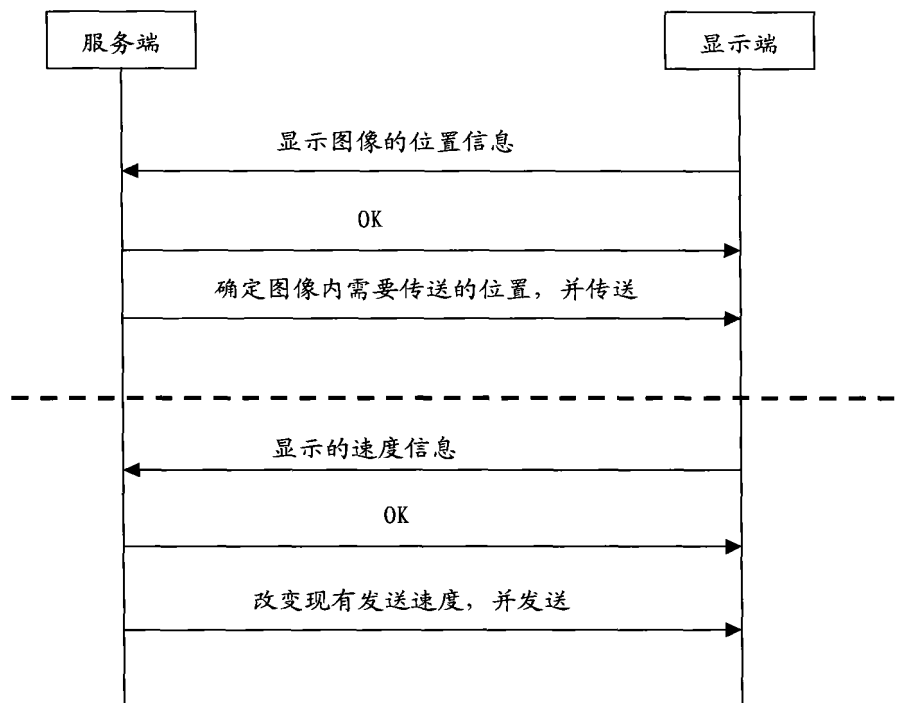 服务端
显示端
显示图像的位置信息
OK
确定图像内需要传送的位置，并传送
显示的速度信息
OK
改变现有发送速度，并发送